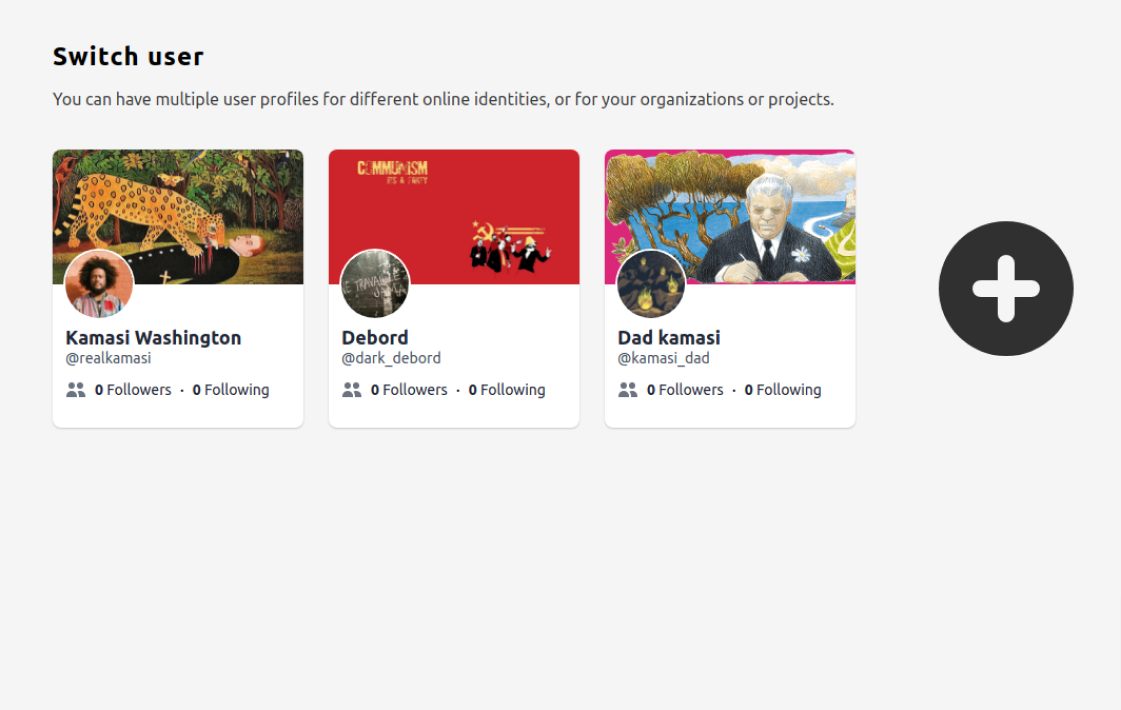 Switch user
You can have multiple user profiles for different online identities, or for your organizations or projects.
COMMUNISM
IT'S A PARTY
Kamasi Washington
@realkamasi
0 Followers · 0 Following
Debord
@dark_debord
0 Followers · 0 Following
Dad kamasi
@kamasi_dad
0 Followers · 0 Following